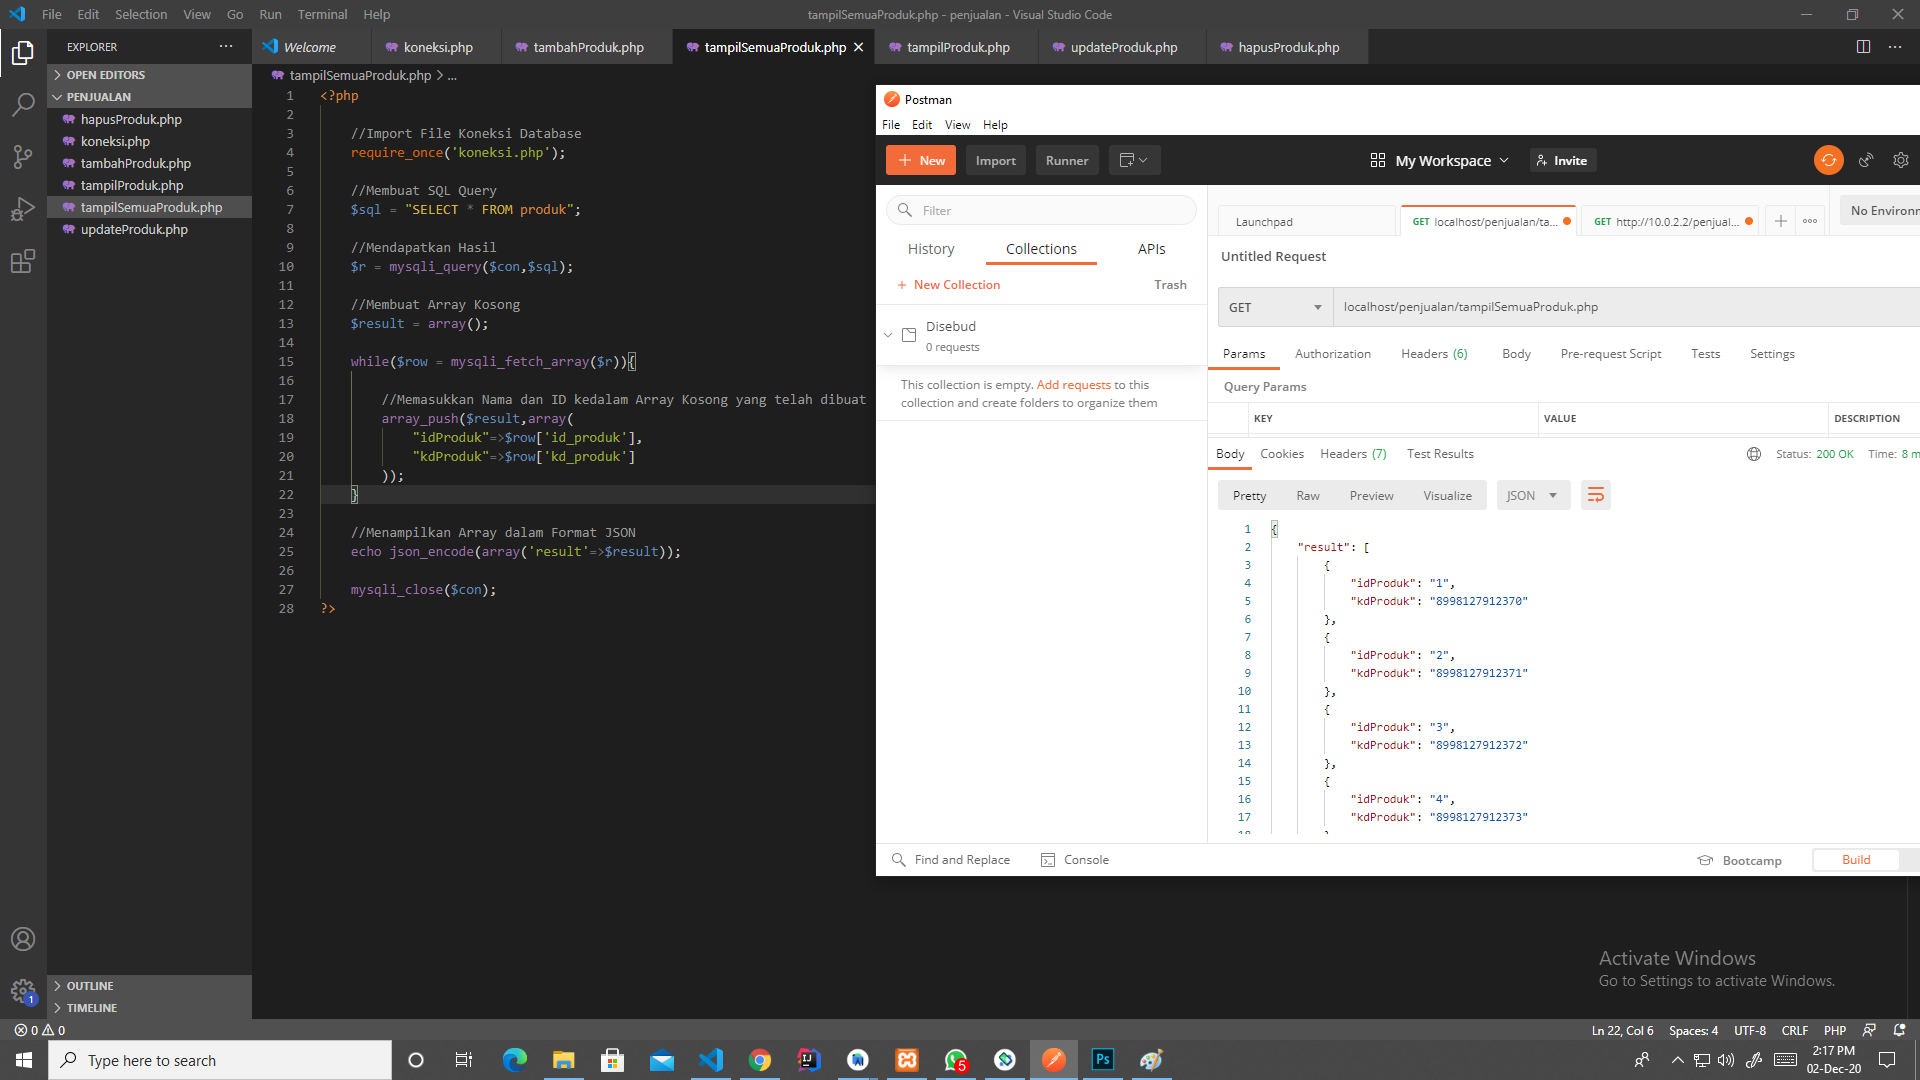 File Edit Selection View Go Run Terminal Help
tampilSemuaProduk.php - penjualan - Visual Studio Code
EXPLORER
OPEN EDITORS
PENJUALAN
hapusProduk.php
koneksi.php
tambahProduk.php
tampilProduk.php
tampilSemuaProduk.php
updateProduk.php
OUTLINE
TIMELINE
Welcome koneksi.php tambahProduk.php tampilSemuaProduk.php tampilProduk.php updateProduk.php hapusProduk.php
tampilSemuaProduk.php > ...
1 <?php
2
3 //Import File Koneksi Database
4 require_once('koneksi.php');
5
6 //Membuat SQL Query
7 $sql = "SELECT * FROM produk";
8
9 //Mendapatkan Hasil
10 $r = mysqli_query($con,$sql);
11
12 //Membuat Array Kosong
13 $result = array();
14
15 while($row = mysqli_fetch_array($r)){
16
17 //Memasukkan Nama dan ID kedalam Array Kosong yang telah dibuat
18 array_push($result,array(
19 "idProduk"=>$row['id_produk'],
20 "kdProduk"=>$row['kd_produk']
21 ));
22 }
23
24 //Menampilkan Array dalam Format JSON
25 echo json_encode(array('result'=>$result));
26
27 mysqli_close($con);
28 ?>
Postman
File Edit View Help
+ New Import Runner
My Workspace
Invite
Filter
History Collections APIs
+ New Collection Trash
Disebud
0 requests
This collection is empty. Add requests to this
collection and create folders to organize them
Launchpad GET localhost/penjualan/ta... GET http://10.0.2.2/penjual... + ooo No Environ
Untitled Request
GET localhost/penjualan/tampilSemuaProduk.php
Params Authorization Headers (6) Body Pre-request Script Tests Settings
Query Params
KEY VALUE DESCRIPTION
Body Cookies Headers (7) Test Results Status: 200 OK Time: 8 m
Pretty Raw Preview Visualize JSON
1 {
2 "result": [
3 {
4 "idProduk": "1",
5 "kdProduk": "8998127912370"
6 },
7 {
8 "idProduk": "2",
9 "kdProduk": "8998127912371"
10 },
11 {
12 "idProduk": "3",
13 "kdProduk": "8998127912372"
14 },
15 {
16 "idProduk": "4",
17 "kdProduk": "8998127912373"
18 }
Find and Replace Console Bootcamp Build
Activate Windows
Go to Settings to activate Windows.
1
0 0
Ln 22, Col 6 Spaces: 4 UTF-8 CRLF PHP
Type here to search
IJ
5
Ps
2:17 PM
02-Dec-20